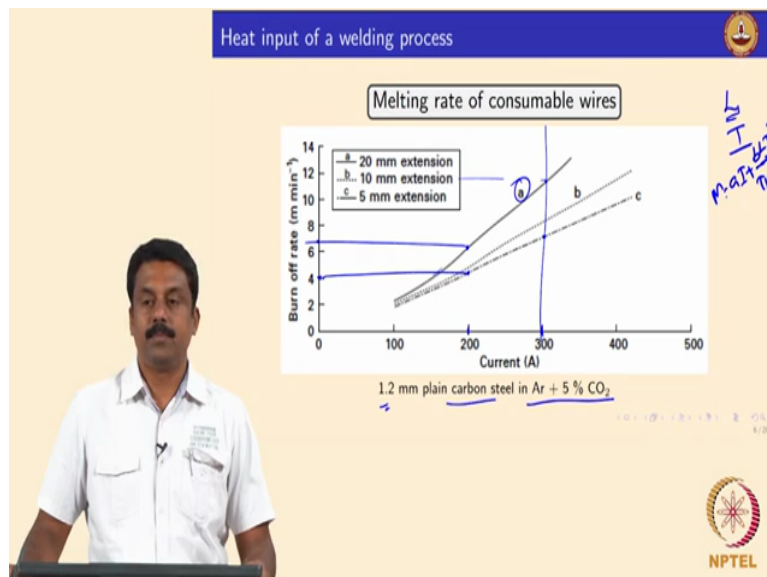 Heat input of a welding process
Melting rate of consumable wires
Burn off rate (m min⁻¹)
14
12
10
8
6
4
2
0
a 20 mm extension
b 10 mm extension
c 5 mm extension
a
b
c
0 100 200 300 400 500
Current (A)
1.2 mm plain carbon steel in Ar + 5 % CO₂
L
I
NPTEL